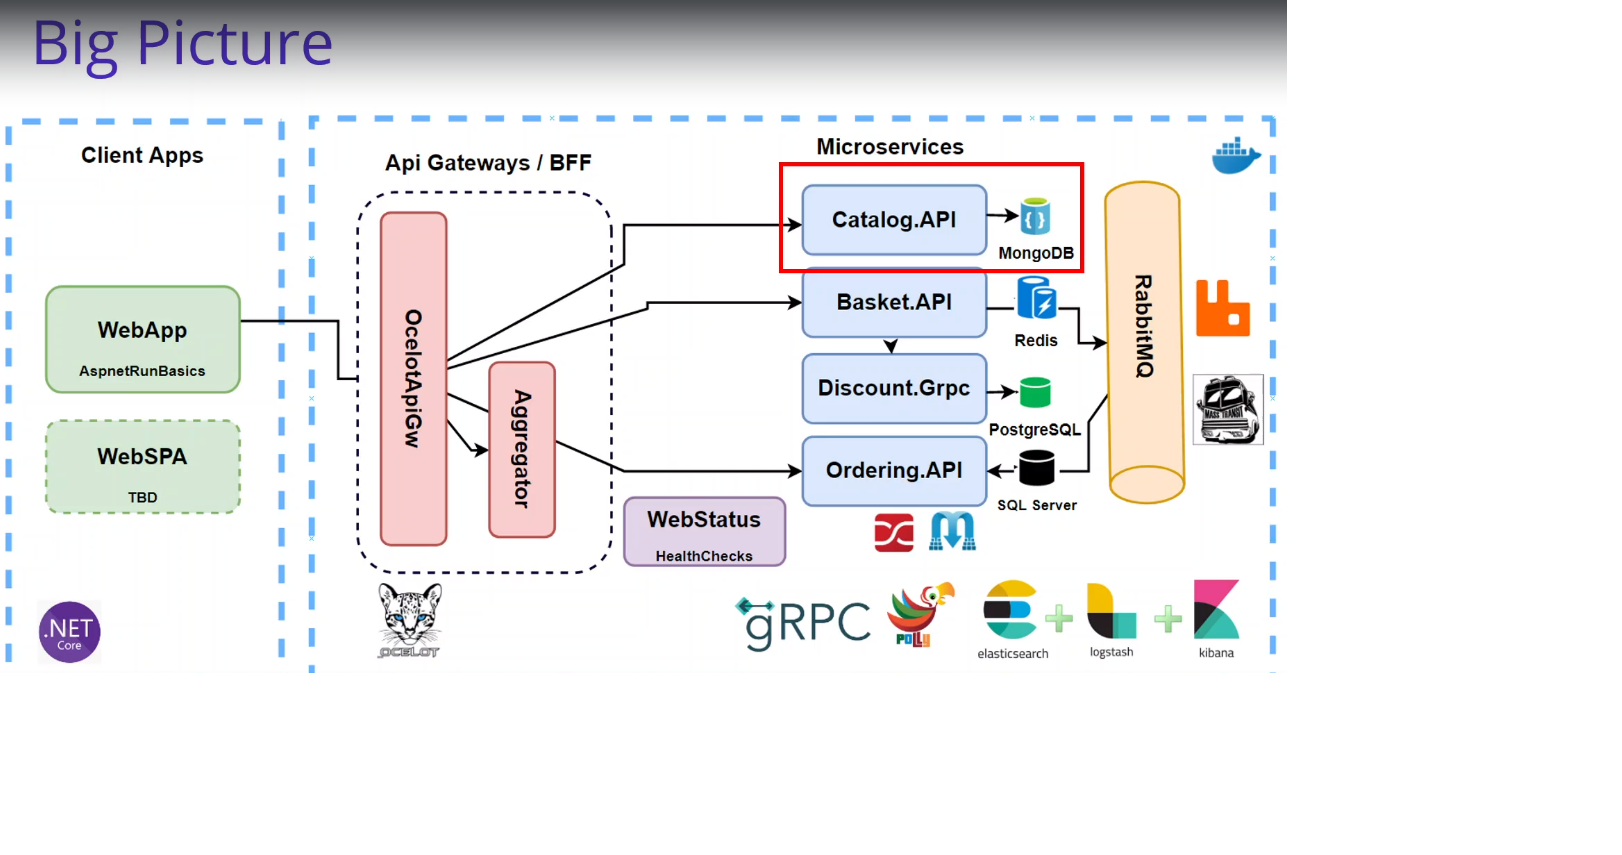 Big Picture
Client Apps
WebApp
AspnetRunBasics
WebSPA
TBD
.NET
Core
Api Gateways / BFF
OcelotApiGw
Aggregator
OCELOT
WebStatus
HealthChecks
Microservices
Catalog.API
MongoDB
Basket.API
Redis
Discount.Grpc
PostgreSQL
Ordering.API
SQL Server
RabbitMQ
MASS TRANSIT
gRPC
POLLY
elasticsearch
logstash
kibana